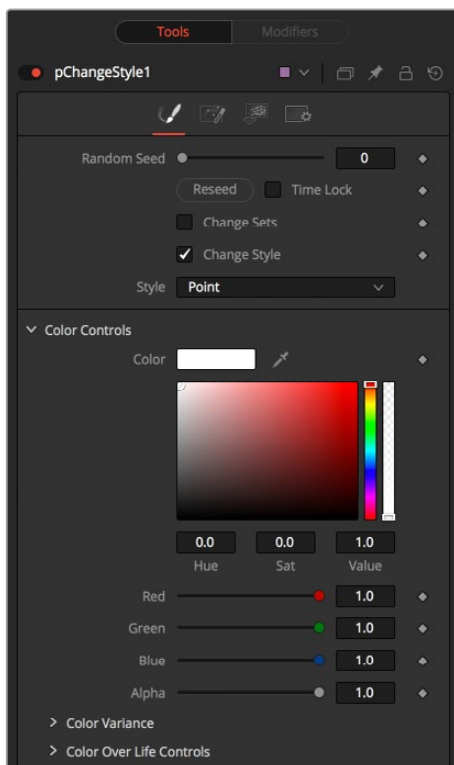 Tools Modifiers
pChangeStyle1
Random Seed 0
Reseed Time Lock
Change Sets
Change Style
Style Point
Color Controls
Color
0.0 0.0 1.0
Hue Sat Value
Red 1.0
Green 1.0
Blue 1.0
Alpha 1.0
Color Variance
Color Over Life Controls